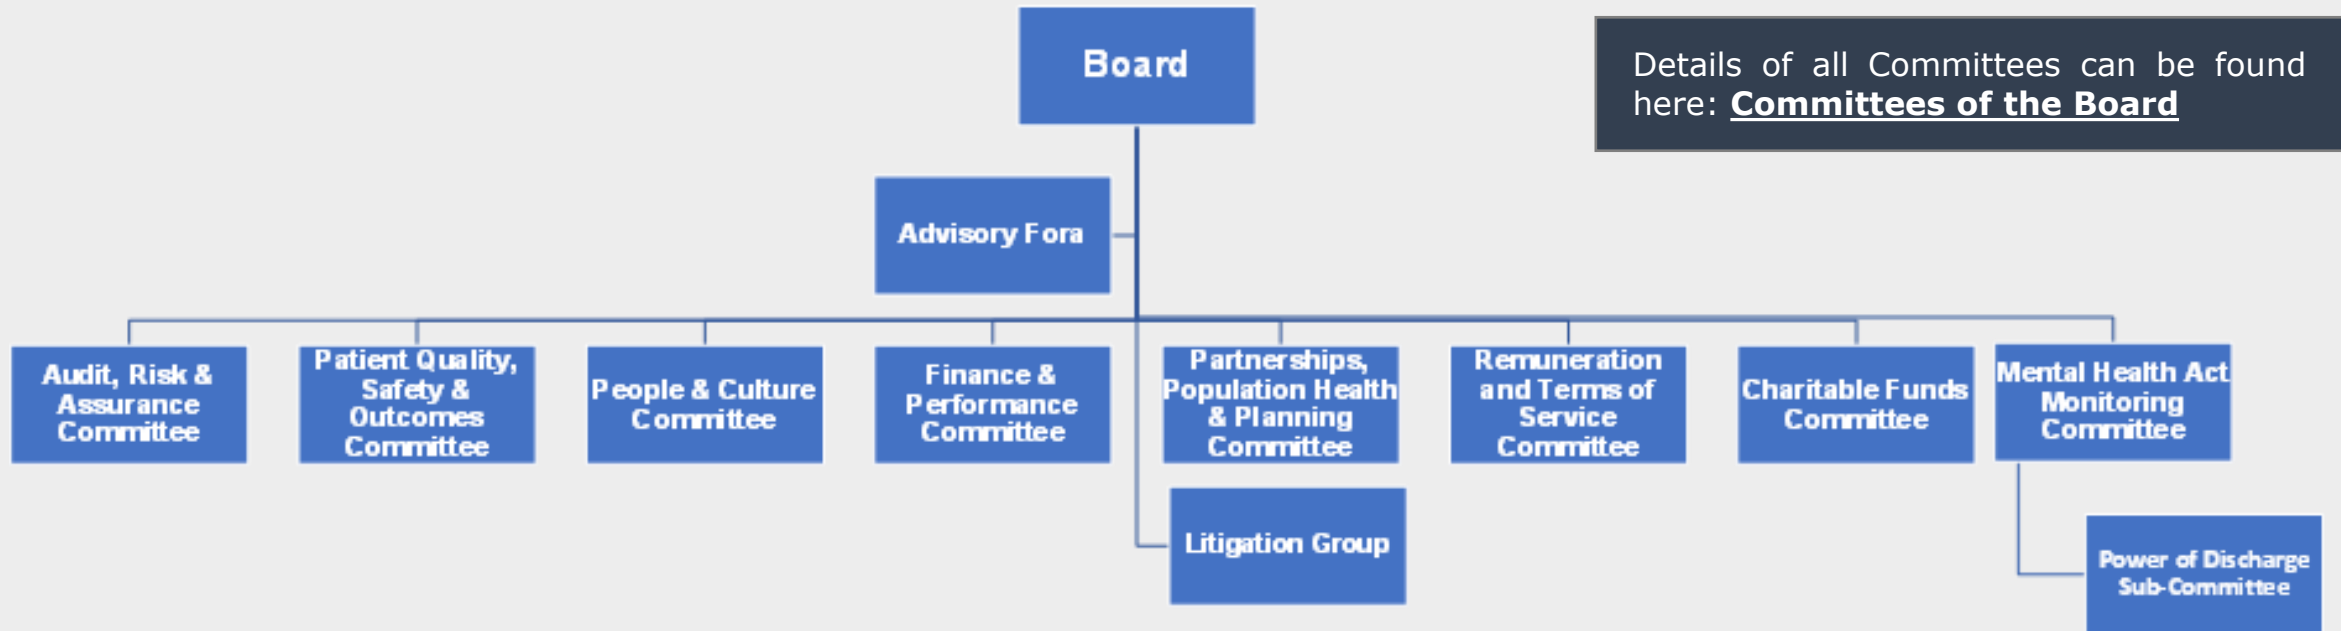 Board
Details of all Committees can be found
here: Committees of the Board
Advisory Fora
Audit, Risk &
Assurance
Committee
Patient Quality,
Safety &
Outcomes
Committee
People & Culture
Committee
Finance &
Performance
Committee
Partnerships,
Population Health
& Planning
Committee
Remuneration
and Terms of
Service
Committee
Charitable Funds
Committee
Mental Health Act
Monitoring
Committee
Litigation Group
Power of Discharge
Sub-Committee